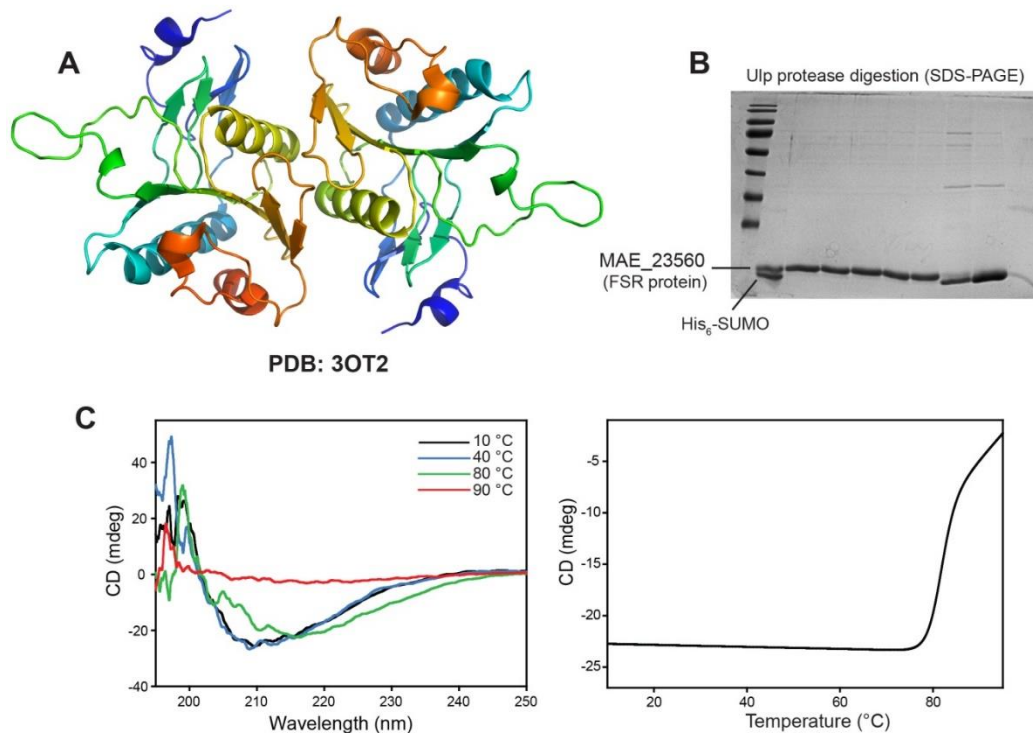 A
PDB: 3OT2
B
Ulp protease digestion (SDS-PAGE)
MAE_23560
(FSR protein)
His₆-SUMO
C
10 °C
40 °C
80 °C
90 °C
40
20
0
-20
-40
CD (mdeg)
200
210
220
230
240
250
Wavelength (nm)
-5
-10
-15
-20
-25
CD (mdeg)
20
40
60
80
Temperature (°C)